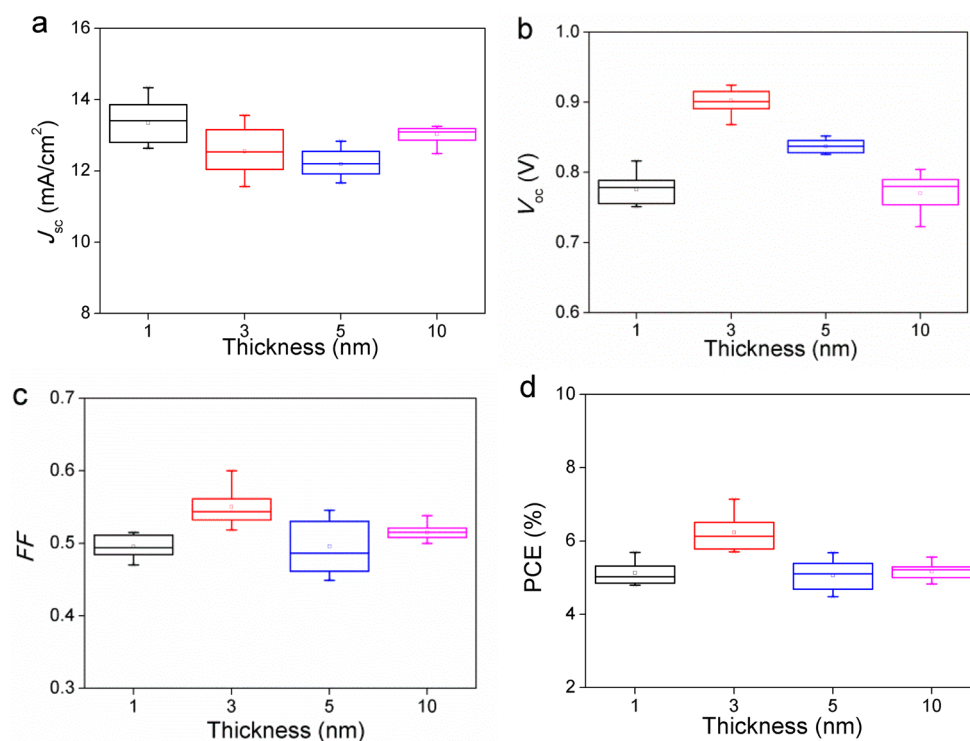 a
16
14
12
10
8
J_sc (mA/cm²)
1 3 5 10
Thickness (nm)
b
1.0
0.9
0.8
0.7
0.6
V_oc (V)
1 3 5 10
Thickness (nm)
c
0.7
0.6
0.5
0.4
0.3
FF
1 3 5 10
Thickness (nm)
d
10
8
6
4
2
PCE (%)
1 3 5 10
Thickness (nm)